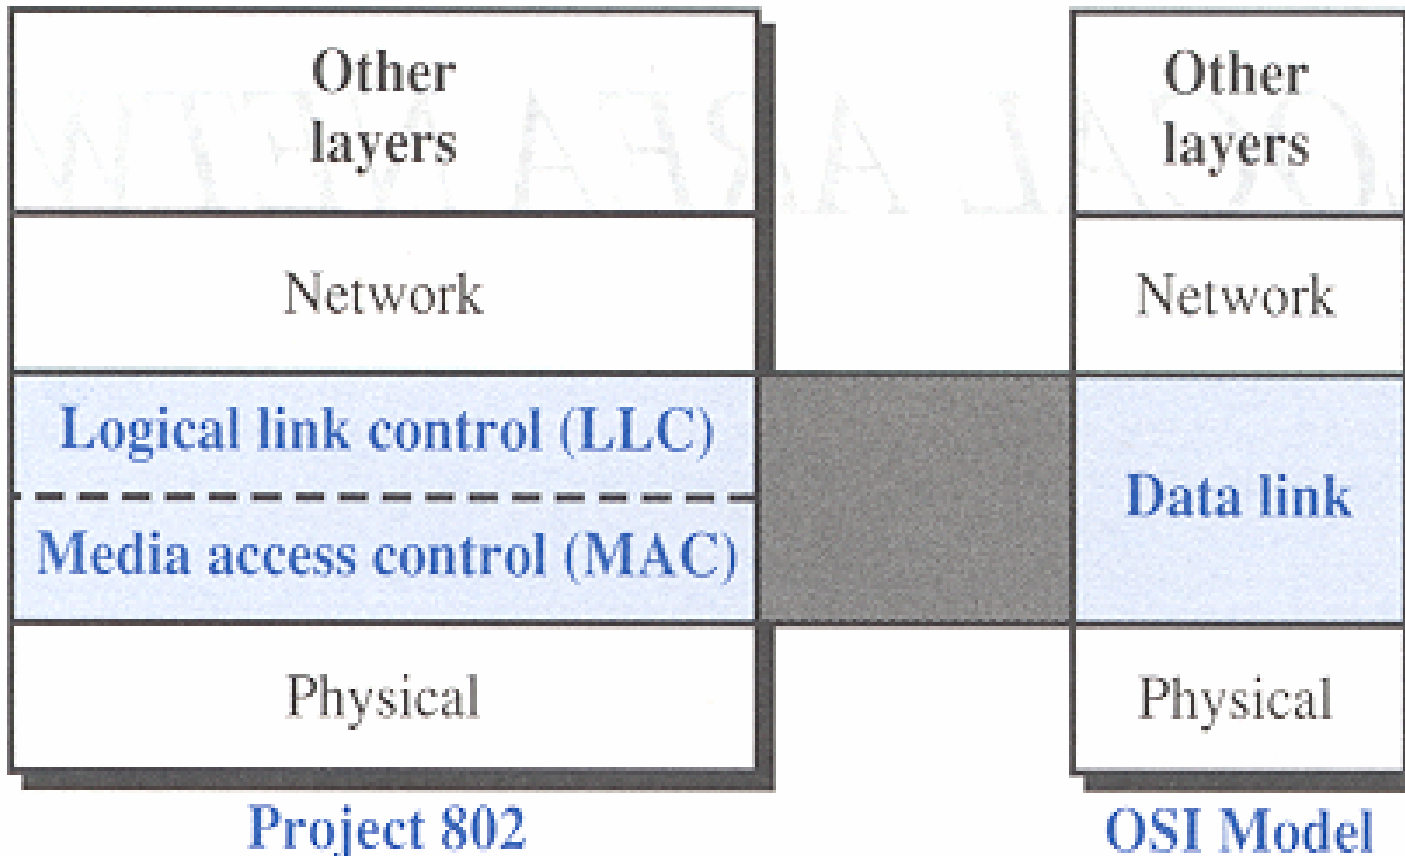 Other
layers
Network
Logical link control (LLC)
Media access control (MAC)
Physical
Project 802
Other
layers
Network
Data link
Physical
OSI Model